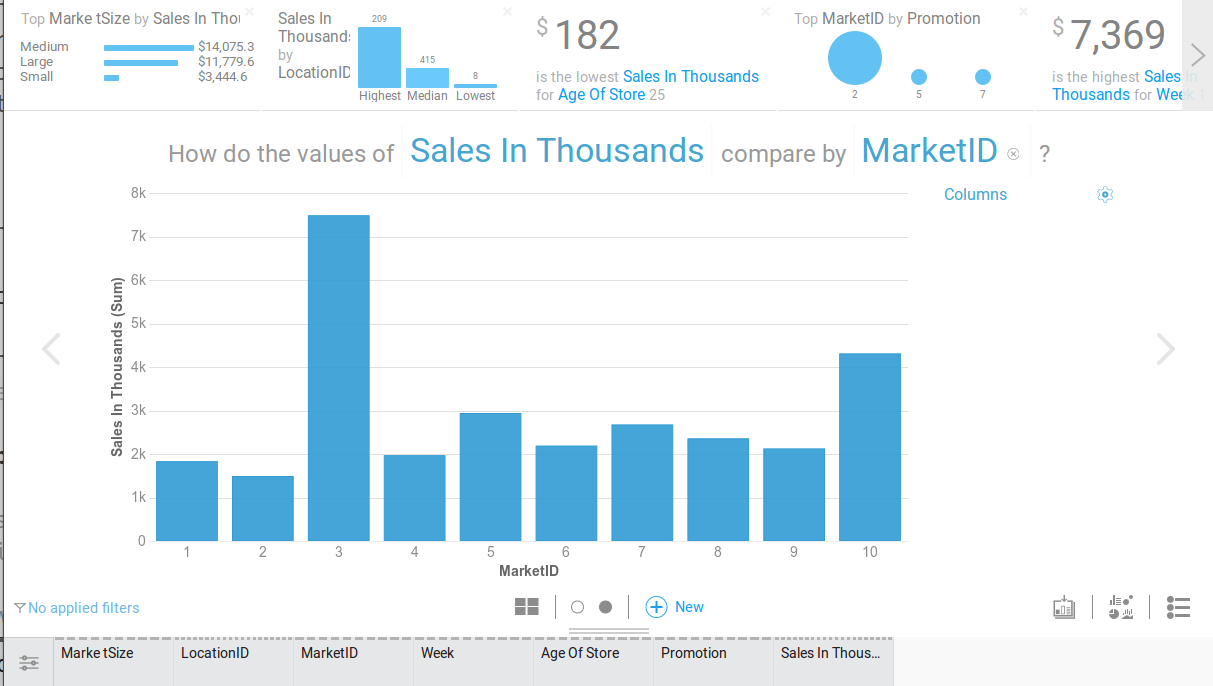 Top Marke tSize by Sales In Thou
Medium $14,075.3
Large $11,779.6
Small $3,444.6
Sales In
Thousands
by
LocationID
209
415
8
Highest Median Lowest
$ 182
is the lowest Sales In Thousands
for Age Of Store 25
Top MarketID by Promotion
2 5 7
$ 7,369
is the highest Sales In
Thousands for Week
How do the values of Sales In Thousands compare by MarketID ?
Columns
8k
7k
6k
5k
4k
3k
2k
1k
0
Sales In Thousands (Sum)
1 2 3 4 5 6 7 8 9 10
MarketID
No applied filters
New
Marke tSize LocationID MarketID Week Age Of Store Promotion Sales In Thous...